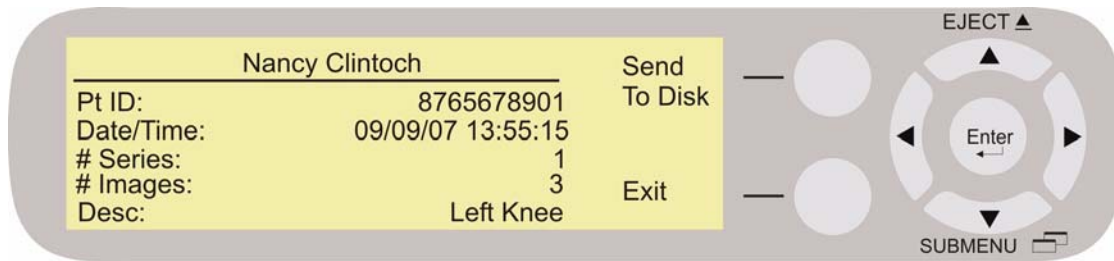 Nancy Clintoch
Pt ID: 8765678901
Date/Time: 09/09/07 13:55:15
# Series: 1
# Images: 3
Desc: Left Knee
Send
To Disk
Exit
EJECT
Enter
SUBMENU